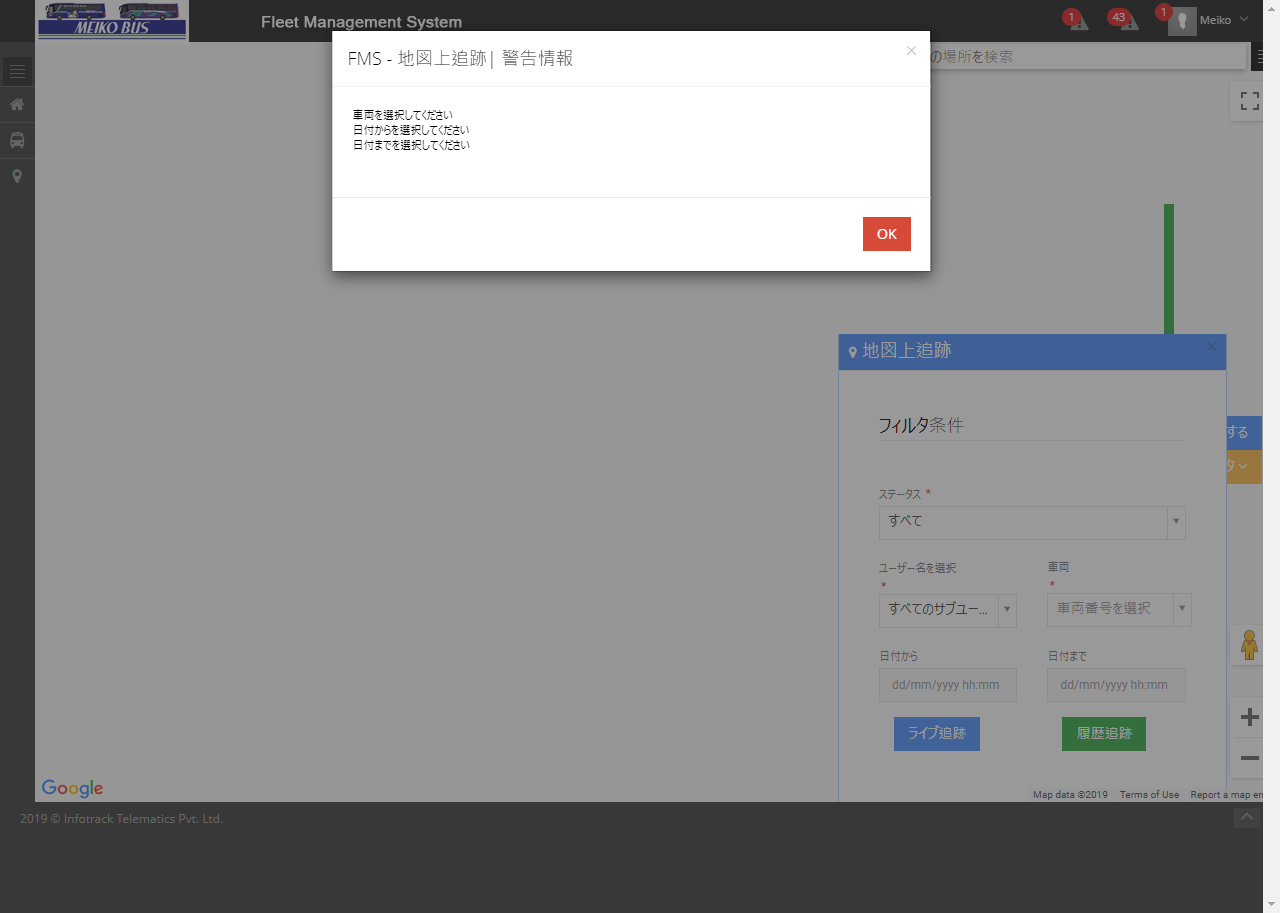 MEIKO BUS
Fleet Management System
1
43
1
Meiko
FMS - 地図上追跡| 警告情報
×
の場所を検索
車両を選択してください
日付からを選択してください
日付までを選択してください
OK
地図上追跡
×
フィルタ条件
する
タ
ステータス *
すべて
ユーザー名を選択
*
車両
*
すべてのサブユー...
車両番号を選択
日付から
日付まで
dd/mm/yyyy hh:mm
dd/mm/yyyy hh:mm
ライブ追跡
履歴追跡
Google
Map data ©2019
Terms of Use
Report a map er
2019 © Infotrack Telematics Pvt. Ltd.